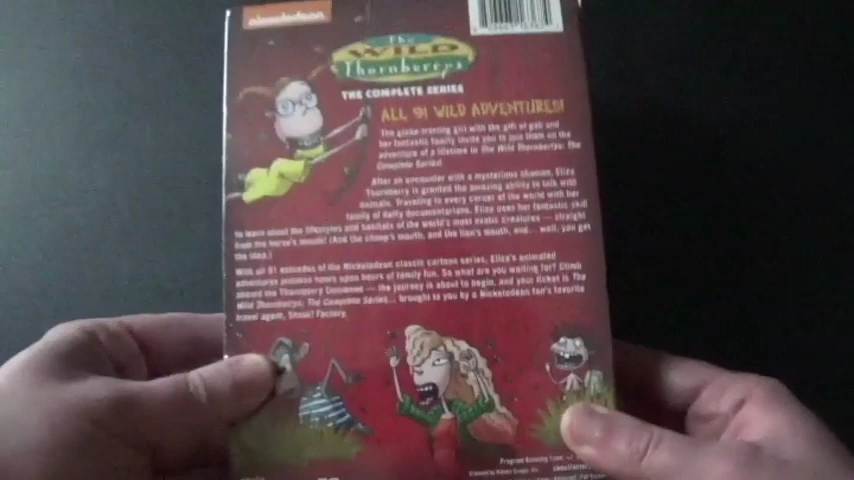 nickelodeon
The
WILD
Thornberrys
THE COMPLETE SERIES
ALL 91 WILD ADVENTURES!
The globe-trotting girl with the gift of gab and
her fantastic family invite you to join them on the
adventure of a lifetime in The Wild Thornberrys: The
Complete Series!
After an encounter with a mysterious shaman, Eliza
Thornberry is granted the amazing ability to talk with
animals. Traveling to every corner of the world with her
family of daffy documentarians, Eliza uses her fantastic skill
to learn about the lifestyles and habitats of the world's most exotic creatures — straight
from the horse's mouth! (And the chimp's mouth, and the lion's mouth, and... well, you get
the idea.)
With all 91 episodes of the Nickelodeon classic cartoon series, Eliza's animated
adventures promise hours upon hours of family fun. So what are you waiting for? Climb
aboard the Thornberry Commvee — the journey is about to begin, and your ticket is The
Wild Thornberrys: The Complete Series... brought to you by a Nickelodeon fan's favorite
travel agent, Shout! Factory.
Program Running Time: